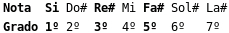 Nota Si Do# Re# Mi Fa# Sol# La#
Grado 1º 2º 3º 4º 5º 6º 7º